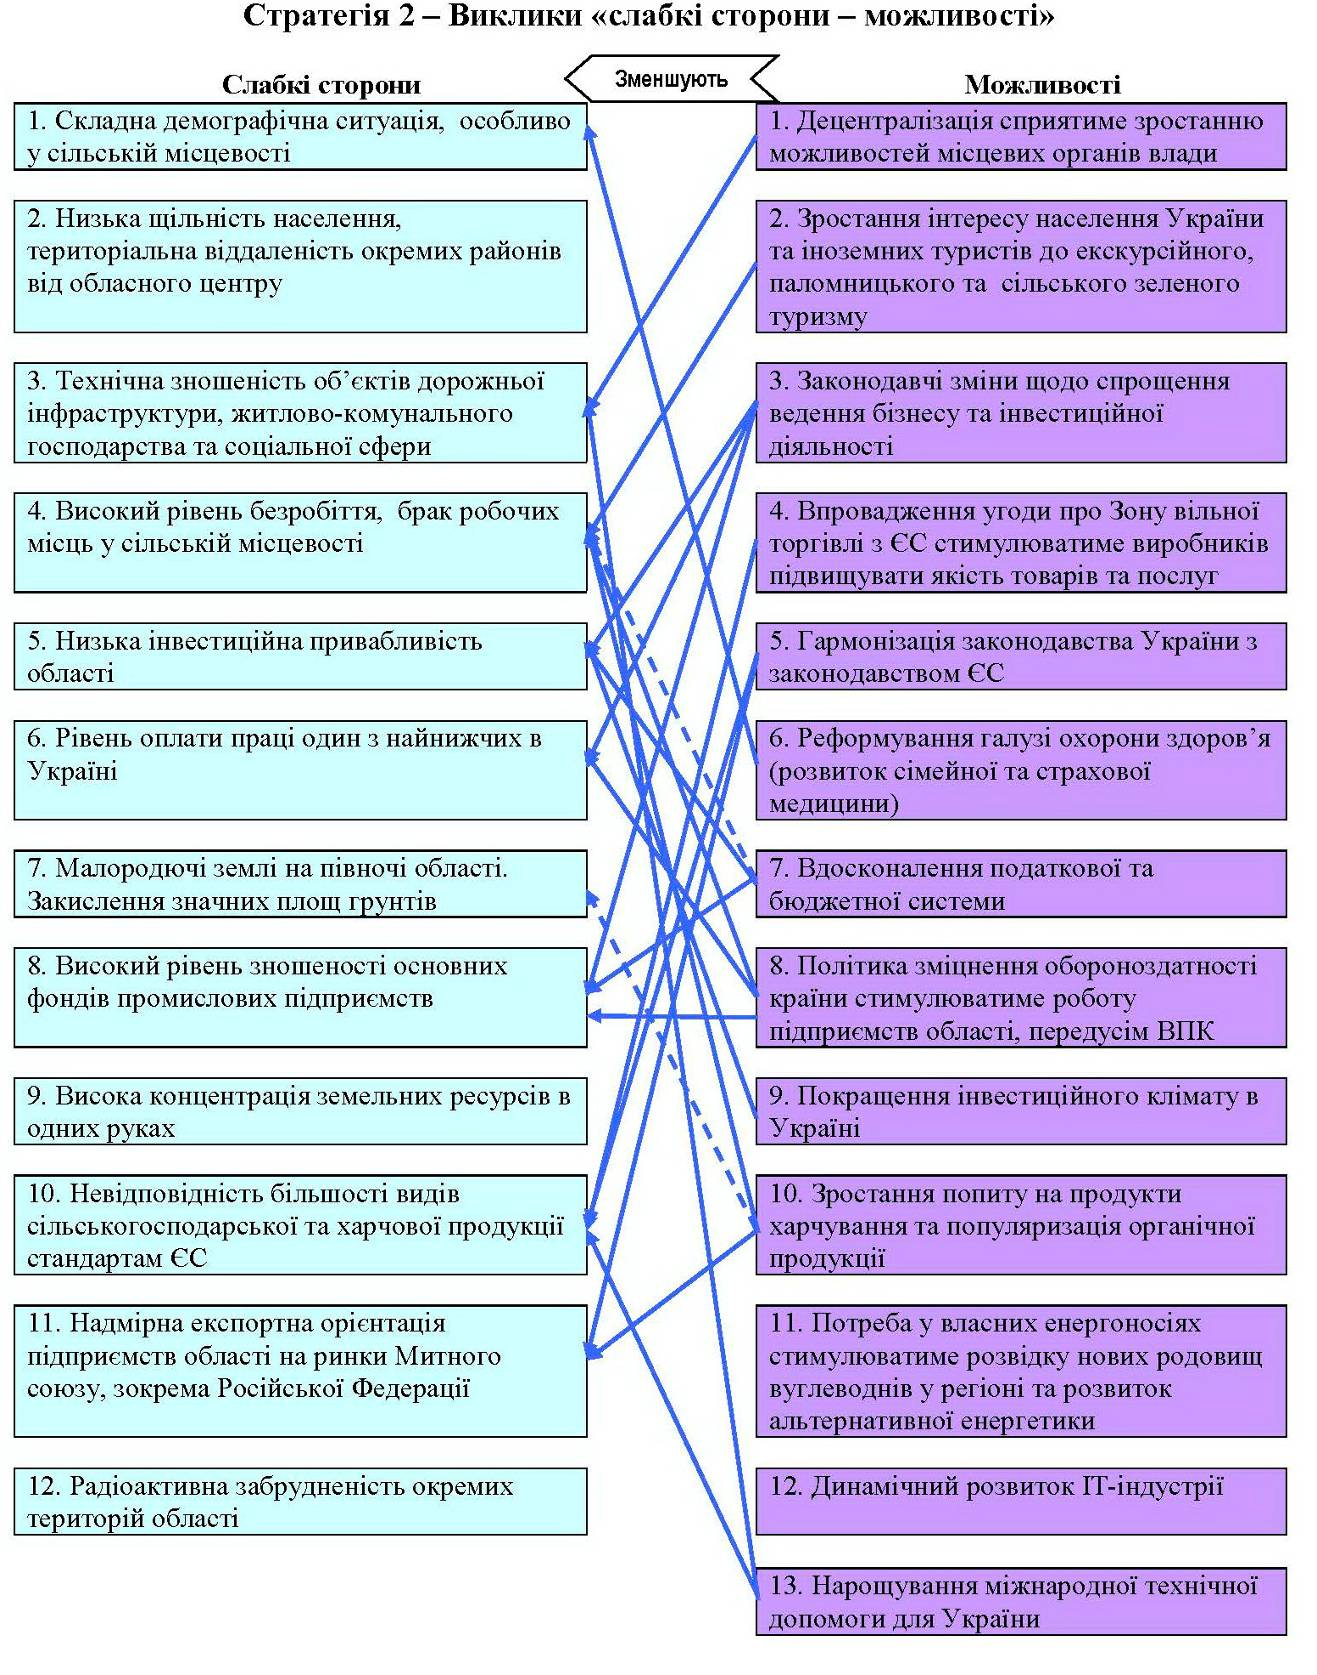 Стратегія 2 – Виклики «слабкі сторони – можливості»
Слабкі сторони
Зменшують
Можливості
1. Складна демографічна ситуація, особливо
у сільській місцевості
2. Низька щільність населення,
територіальна віддаленість окремих районів
від обласного центру
3. Технічна зношеність об’єктів дорожньої
інфраструктури, житлово-комунального
господарства та соціальної сфери
4. Високий рівень безробіття, брак робочих
місць у сільській місцевості
5. Низька інвестиційна привабливість
області
6. Рівень оплати праці один з найнижчих в
Україні
7. Малородючі землі на півночі області.
Закислення значних площ грунтів
8. Високий рівень зношеності основних
фондів промислових підприємств
9. Висока концентрація земельних ресурсів в
одних руках
10. Невідповідність більшості видів
сільськогосподарської та харчової продукції
стандартам ЄС
11. Надмірна експортна орієнтація
підприємств області на ринки Митного
союзу, зокрема Російської Федерації
12. Радіоактивна забрудненість окремих
територій області
1. Децентралізація сприятиме зростанню
можливостей місцевих органів влади
2. Зростання інтересу населення України
та іноземних туристів до екскурсійного,
паломницького та сільського зеленого
туризму
3. Законодавчі зміни щодо спрощення
ведення бізнесу та інвестиційної
діяльності
4. Впровадження угоди про Зону вільної
торгівлі з ЄС стимулюватиме виробників
підвищувати якість товарів та послуг
5. Гармонізація законодавства України з
законодавством ЄС
6. Реформування галузі охорони здоров’я
(розвиток сімейної та страхової
медицини)
7. Вдосконалення податкової та
бюджетної системи
8. Політика зміцнення обороноздатності
країни стимулюватиме роботу
підприємств області, передусім ВПК
9. Покращення інвестиційного клімату в
Україні
10. Зростання попиту на продукти
харчування та популяризація органічної
продукції
11. Потреба у власних енергоносіях
стимулюватиме розвідку нових родовищ
вуглеводнів у регіоні та розвиток
альтернативної енергетики
12. Динамічний розвиток ІТ-індустрії
13. Нарощування міжнародної технічної
допомоги для України